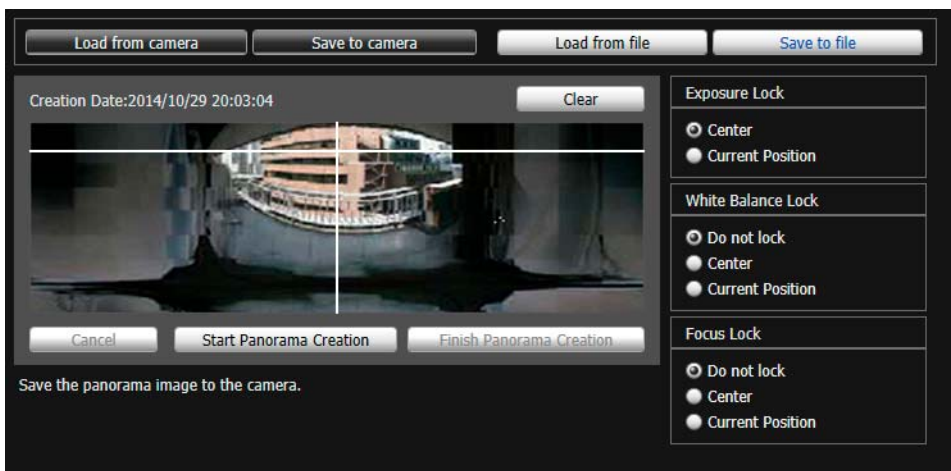 Load from camera Save to camera Load from file Save to file
Creation Date:2014/10/29 20:03:04 Clear
Cancel Start Panorama Creation Finish Panorama Creation
Save the panorama image to the camera.
Exposure Lock
Center
Current Position
White Balance Lock
Do not lock
Center
Current Position
Focus Lock
Do not lock
Center
Current Position